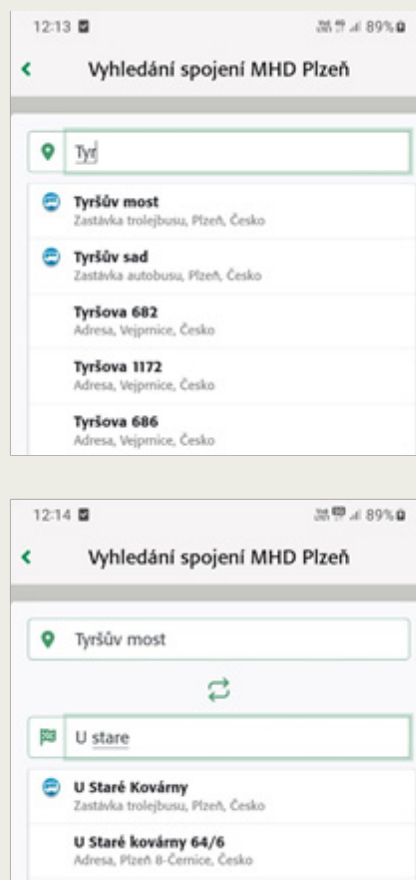 12:13 89%
Vyhledání spojení MHD Plzeň
Tyr
Tyršův most
Zastávka trolejbusu, Plzeň, Česko
Tyršův sad
Zastávka autobusu, Plzeň, Česko
Tyršova 682
Adresa, Vejprnice, Česko
Tyršova 1172
Adresa, Vejprnice, Česko
Tyršova 686
Adresa, Vejprnice, Česko
12:14 89%
Vyhledání spojení MHD Plzeň
Tyršův most
U stare
U Staré Kovárny
Zastávka trolejbusu, Plzeň, Česko
U Staré kovárny 64/6
Adresa, Plzeň 8-Černice, Česko